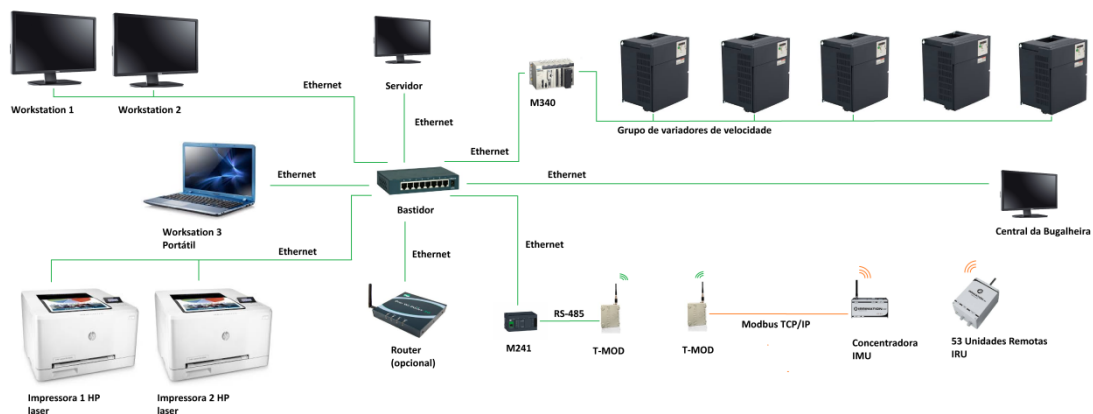 Workstation 1
Workstation 2
Ethernet
Servidor
Ethernet
M340
Grupo de variadores de velocidade
Ethernet
Ethernet
Ethernet
Worksation 3
Portátil
Bastidor
Central da Bugalheira
Ethernet
Ethernet
Ethernet
RS-485
Modbus TCP/IP
M241
T-MOD
T-MOD
Router
(opcional)
Concentradora
IMU
53 Unidades Remotas
IRU
Impressora 1 HP
laser
Impressora 2 HP
laser